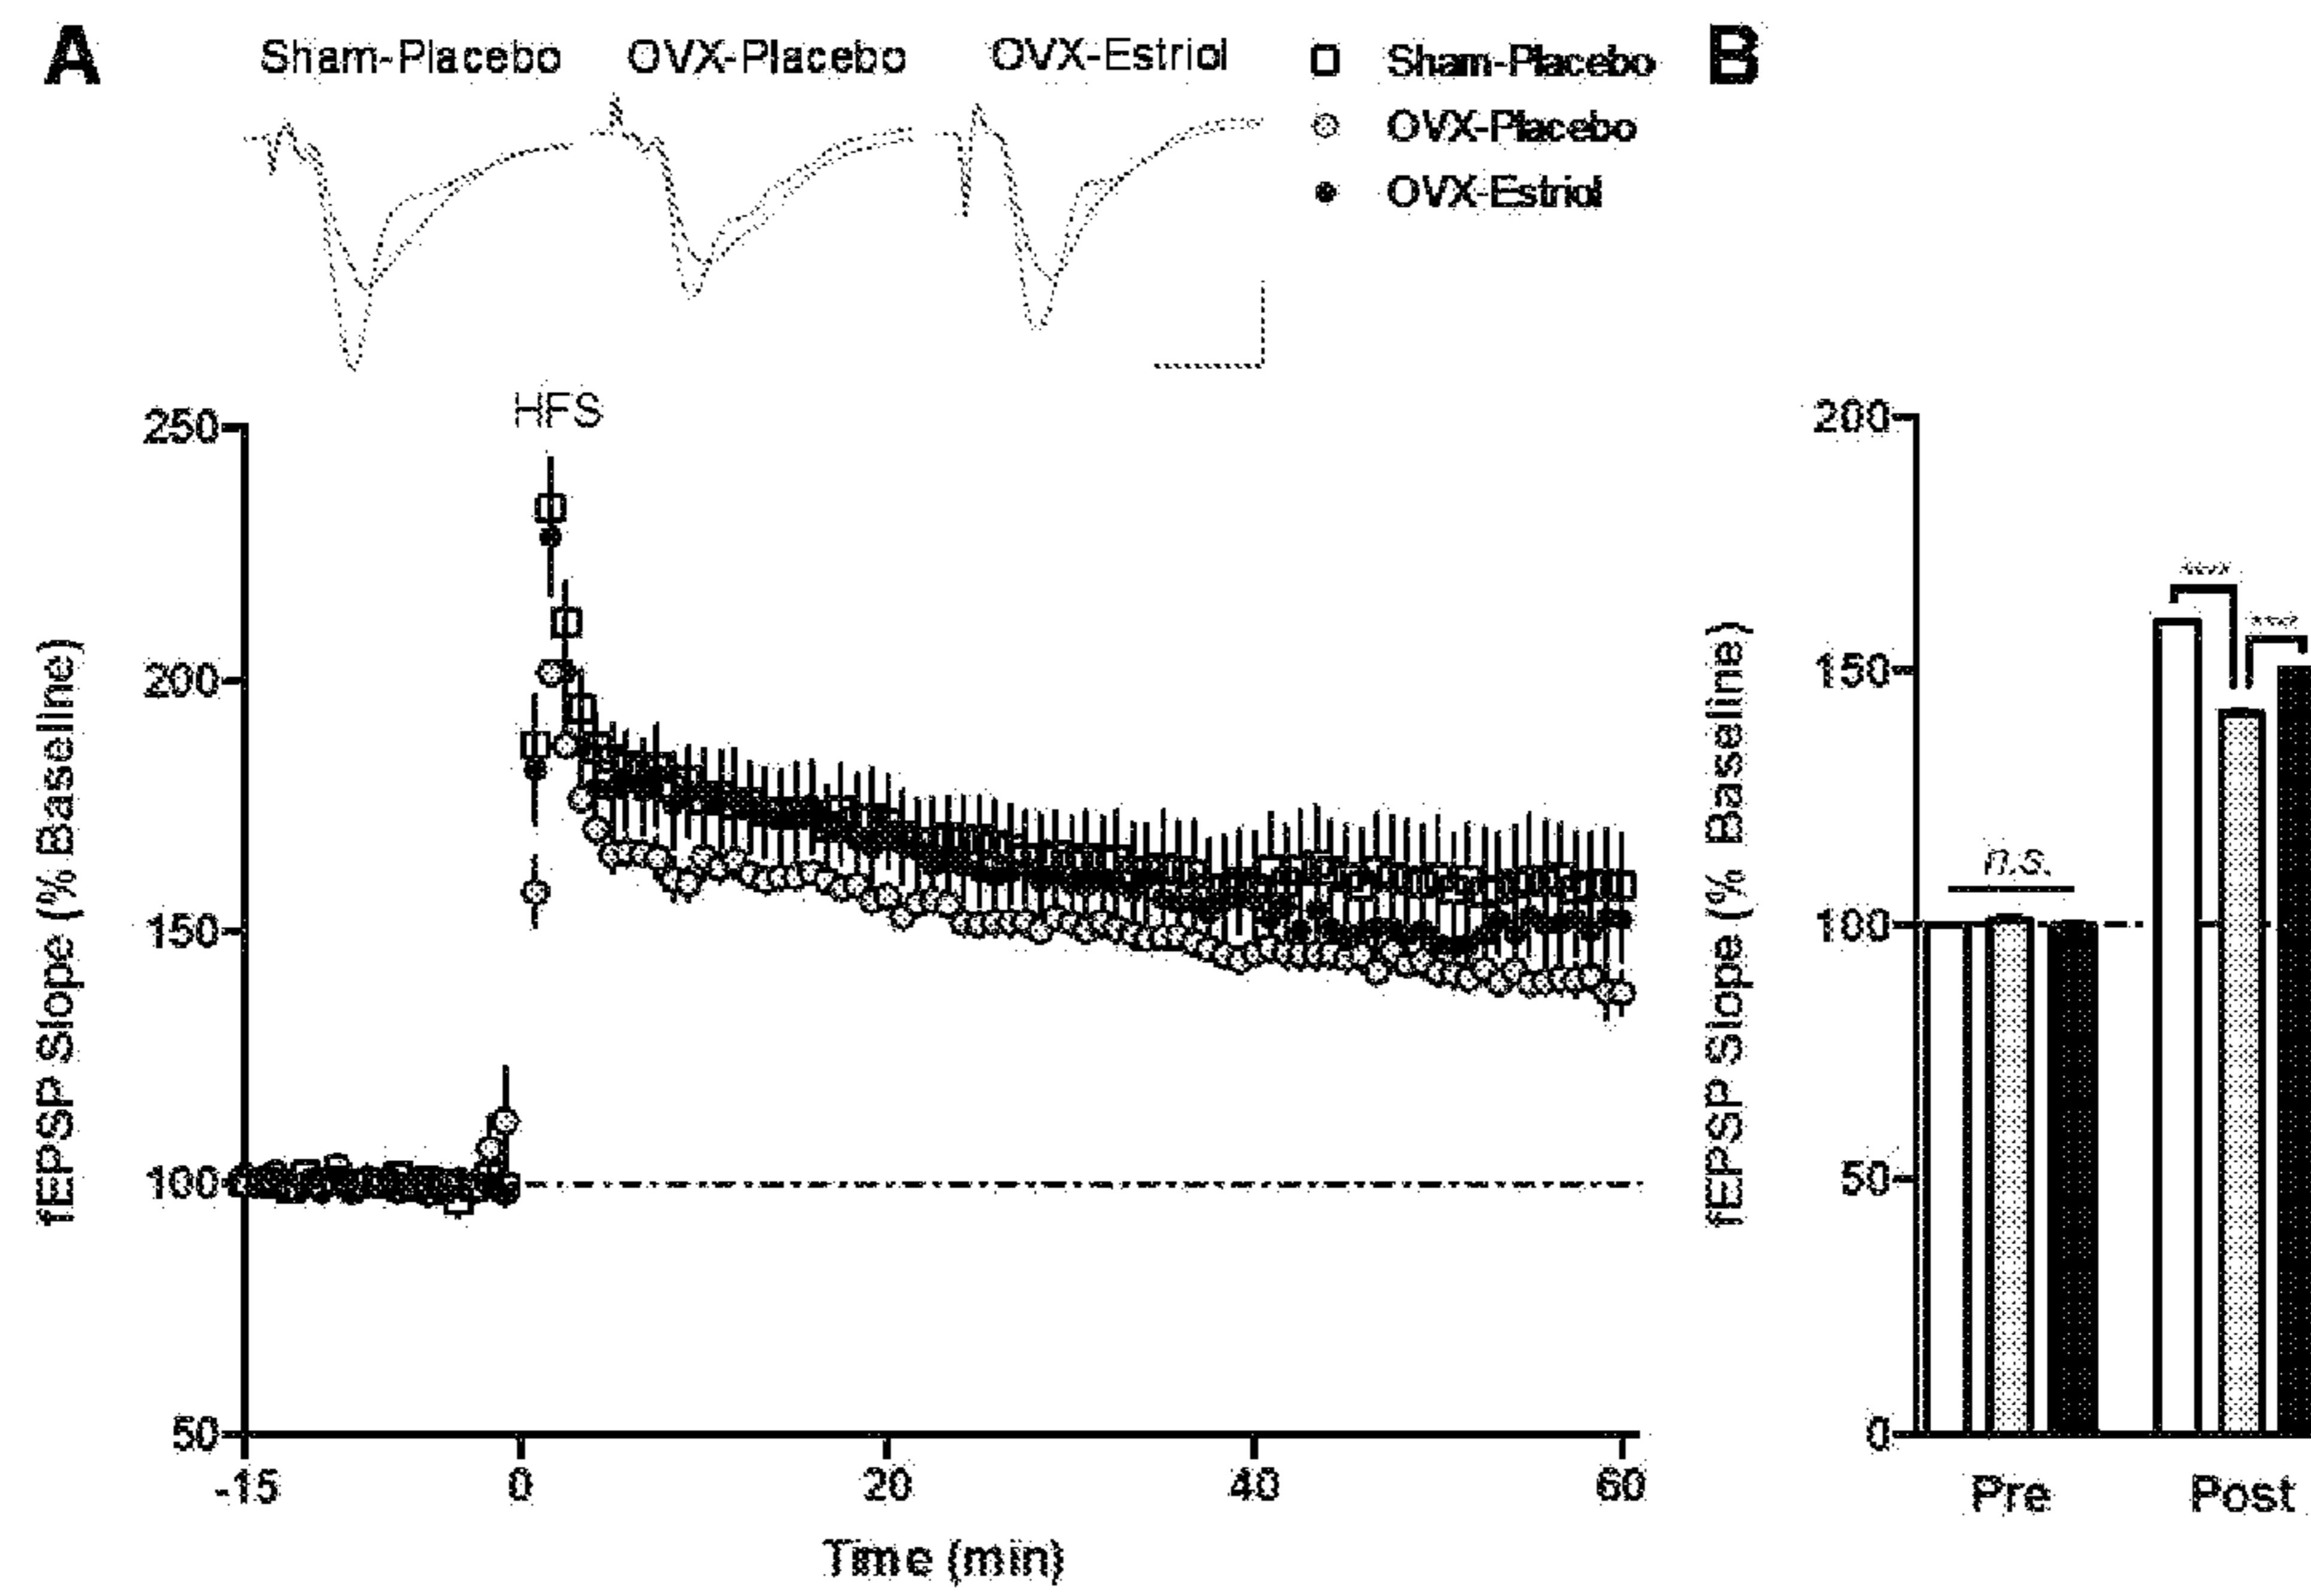 A
Sham-Placebo OVX-Placebo OVX-Estriol
Sham-Placebo
OVX-Placebo
OVX-Estriol
HFS
250
200
150
100
50
fEPSP Slope (% Baseline)
-15 0 20 40 60
Time (min)
B
200
150
100
50
0
fEPSP Slope (% Baseline)
n.s.
Pre Post